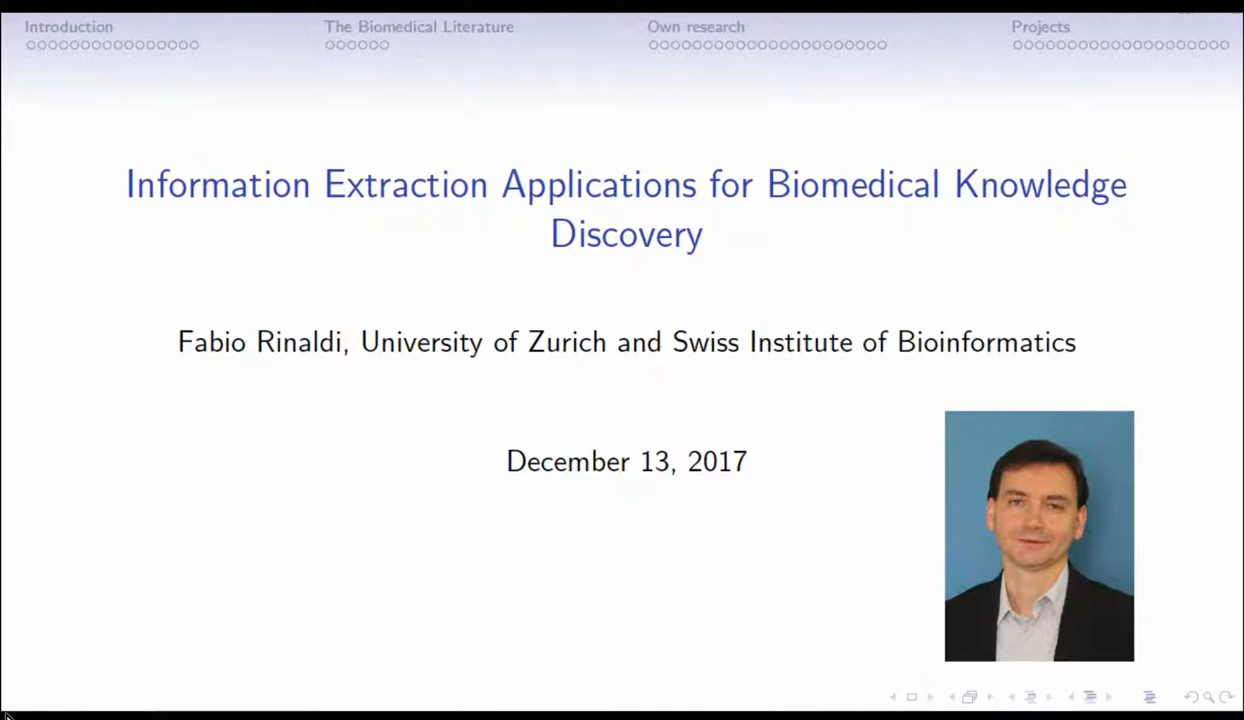 Introduction
The Biomedical Literature
Own research
Projects
Information Extraction Applications for Biomedical Knowledge
Discovery
Fabio Rinaldi, University of Zurich and Swiss Institute of Bioinformatics
December 13, 2017